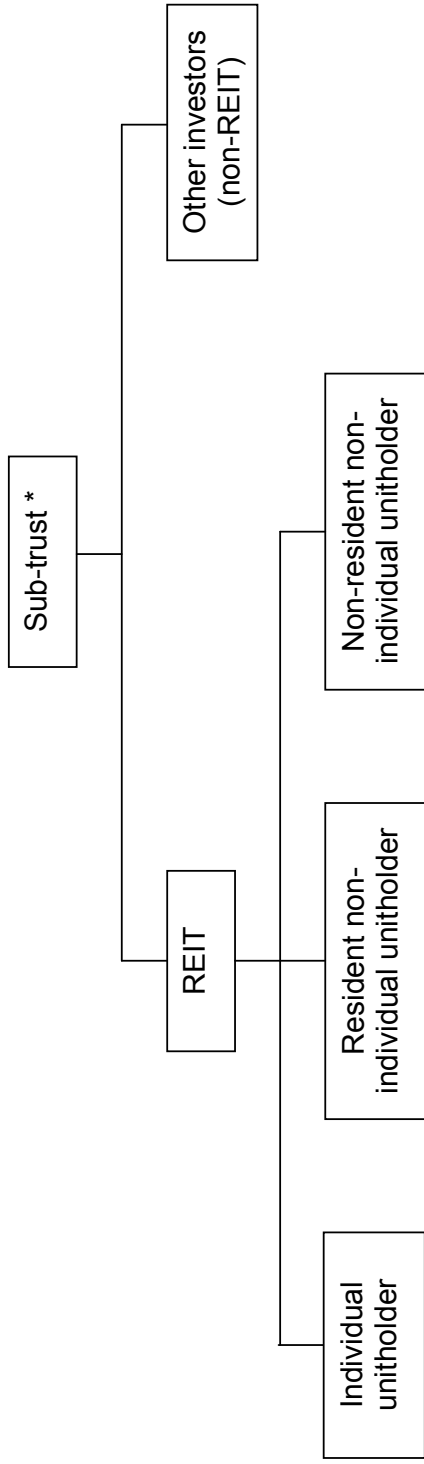 Sub-trust *
REIT
Other investors
(non-REIT)
Individual
unitholder
Resident non-
individual unitholder
Non-resident non-
individual unitholder